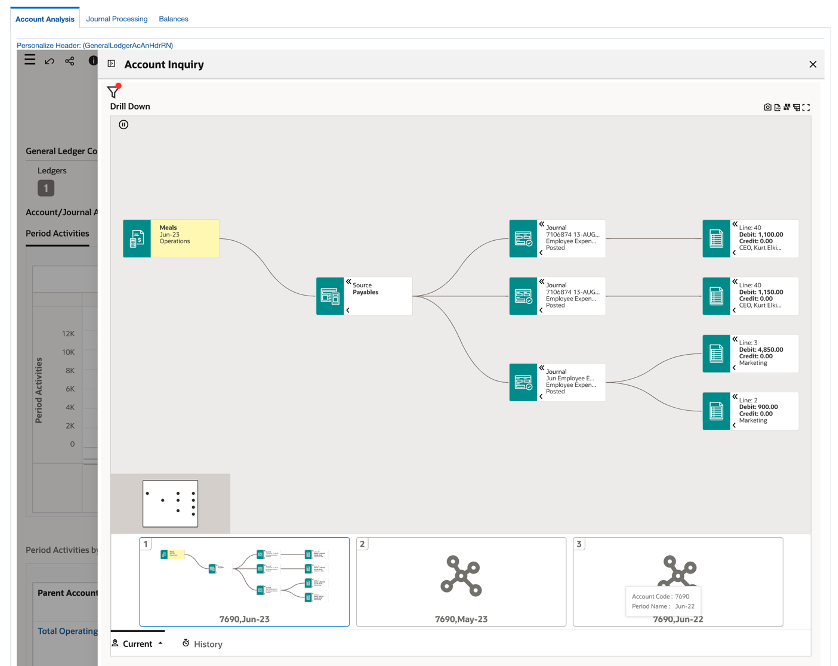 Account Analysis
Journal Processing
Balances
Personalize Header: (GeneralLedgerAcAnHdrRN)
Account Inquiry
Drill Down
General Ledger Co
Ledgers
1
Account/Journal A
Period Activities
12K
10K
8K
6K
4K
2K
0
Period Activities
Period Activities by
Parent Account
Total Operating
Meals
Jun-23
Operations
Source
Payables
Journal
7106874 13-AUG...
Employee Expen...
Posted
Journal
7106874 13-AUG...
Employee Expen...
Posted
Journal
Jun Employee E...
Employee Expen...
Posted
Line: 40
Debit: 1,100.00
Credit: 0.00
CEO, Kurt Elki...
Line: 40
Debit: 1,150.00
Credit: 0.00
CEO, Kurt Elki...
Line: 3
Debit: 4,850.00
Credit: 0.00
Marketing
Line: 2
Debit: 900.00
Credit: 0.00
Marketing
1
7690,Jun-23
2
7690,May-23
3
Account Code : 7690
Period Name : Jun-22
7690,Jun-22
Current
History